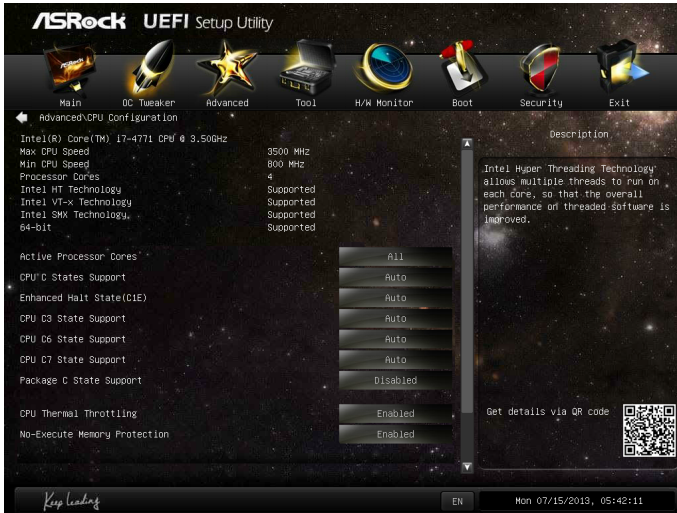 ASRock UEFI Setup Utility
ASRock
Main OC Tweaker Advanced Tool H/W Monitor Boot Security Exit
Advanced\CPU Configuration
Intel(R) Core(TM) i7-4771 CPU @ 3.50GHz
Max CPU Speed 3500 MHz
Min CPU Speed 800 MHz
Processor Cores 4
Intel HT Technology Supported
Intel VT-x Technology Supported
Intel SMX Technology Supported
64-bit Supported
Active Processor Cores All
CPU C States Support Auto
Enhanced Halt State(C1E) Auto
CPU C3 State Support Auto
CPU C6 State Support Auto
CPU C7 State Support Auto
Package C State Support Disabled
CPU Thermal Throttling Enabled
No-Execute Memory Protection Enabled
Description
Intel Hyper Threading Technology
allows multiple threads to run on
each core, so that the overall
performance on threaded software is
improved.
Get details via QR code
Keep Leading
EN
Mon 07/15/2013, 05:42:11